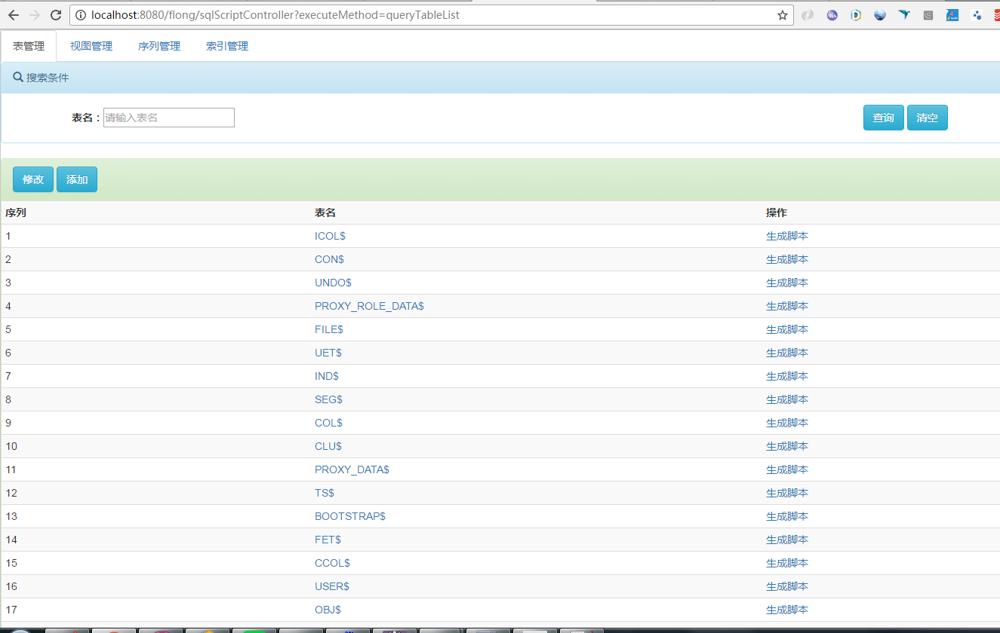 localhost:8080/flong/sqlScriptController?executeMethod=queryTableList
表管理 视图管理 序列管理 索引管理
搜索条件
表名： 请输入表名 查询 清空
修改 添加
序列 表名 操作
1 ICOL$ 生成脚本
2 CON$ 生成脚本
3 UNDO$ 生成脚本
4 PROXY_ROLE_DATA$ 生成脚本
5 FILE$ 生成脚本
6 UET$ 生成脚本
7 IND$ 生成脚本
8 SEG$ 生成脚本
9 COL$ 生成脚本
10 CLU$ 生成脚本
11 PROXY_DATA$ 生成脚本
12 TS$ 生成脚本
13 BOOTSTRAP$ 生成脚本
14 FET$ 生成脚本
15 CCOL$ 生成脚本
16 USER$ 生成脚本
17 OBJ$ 生成脚本